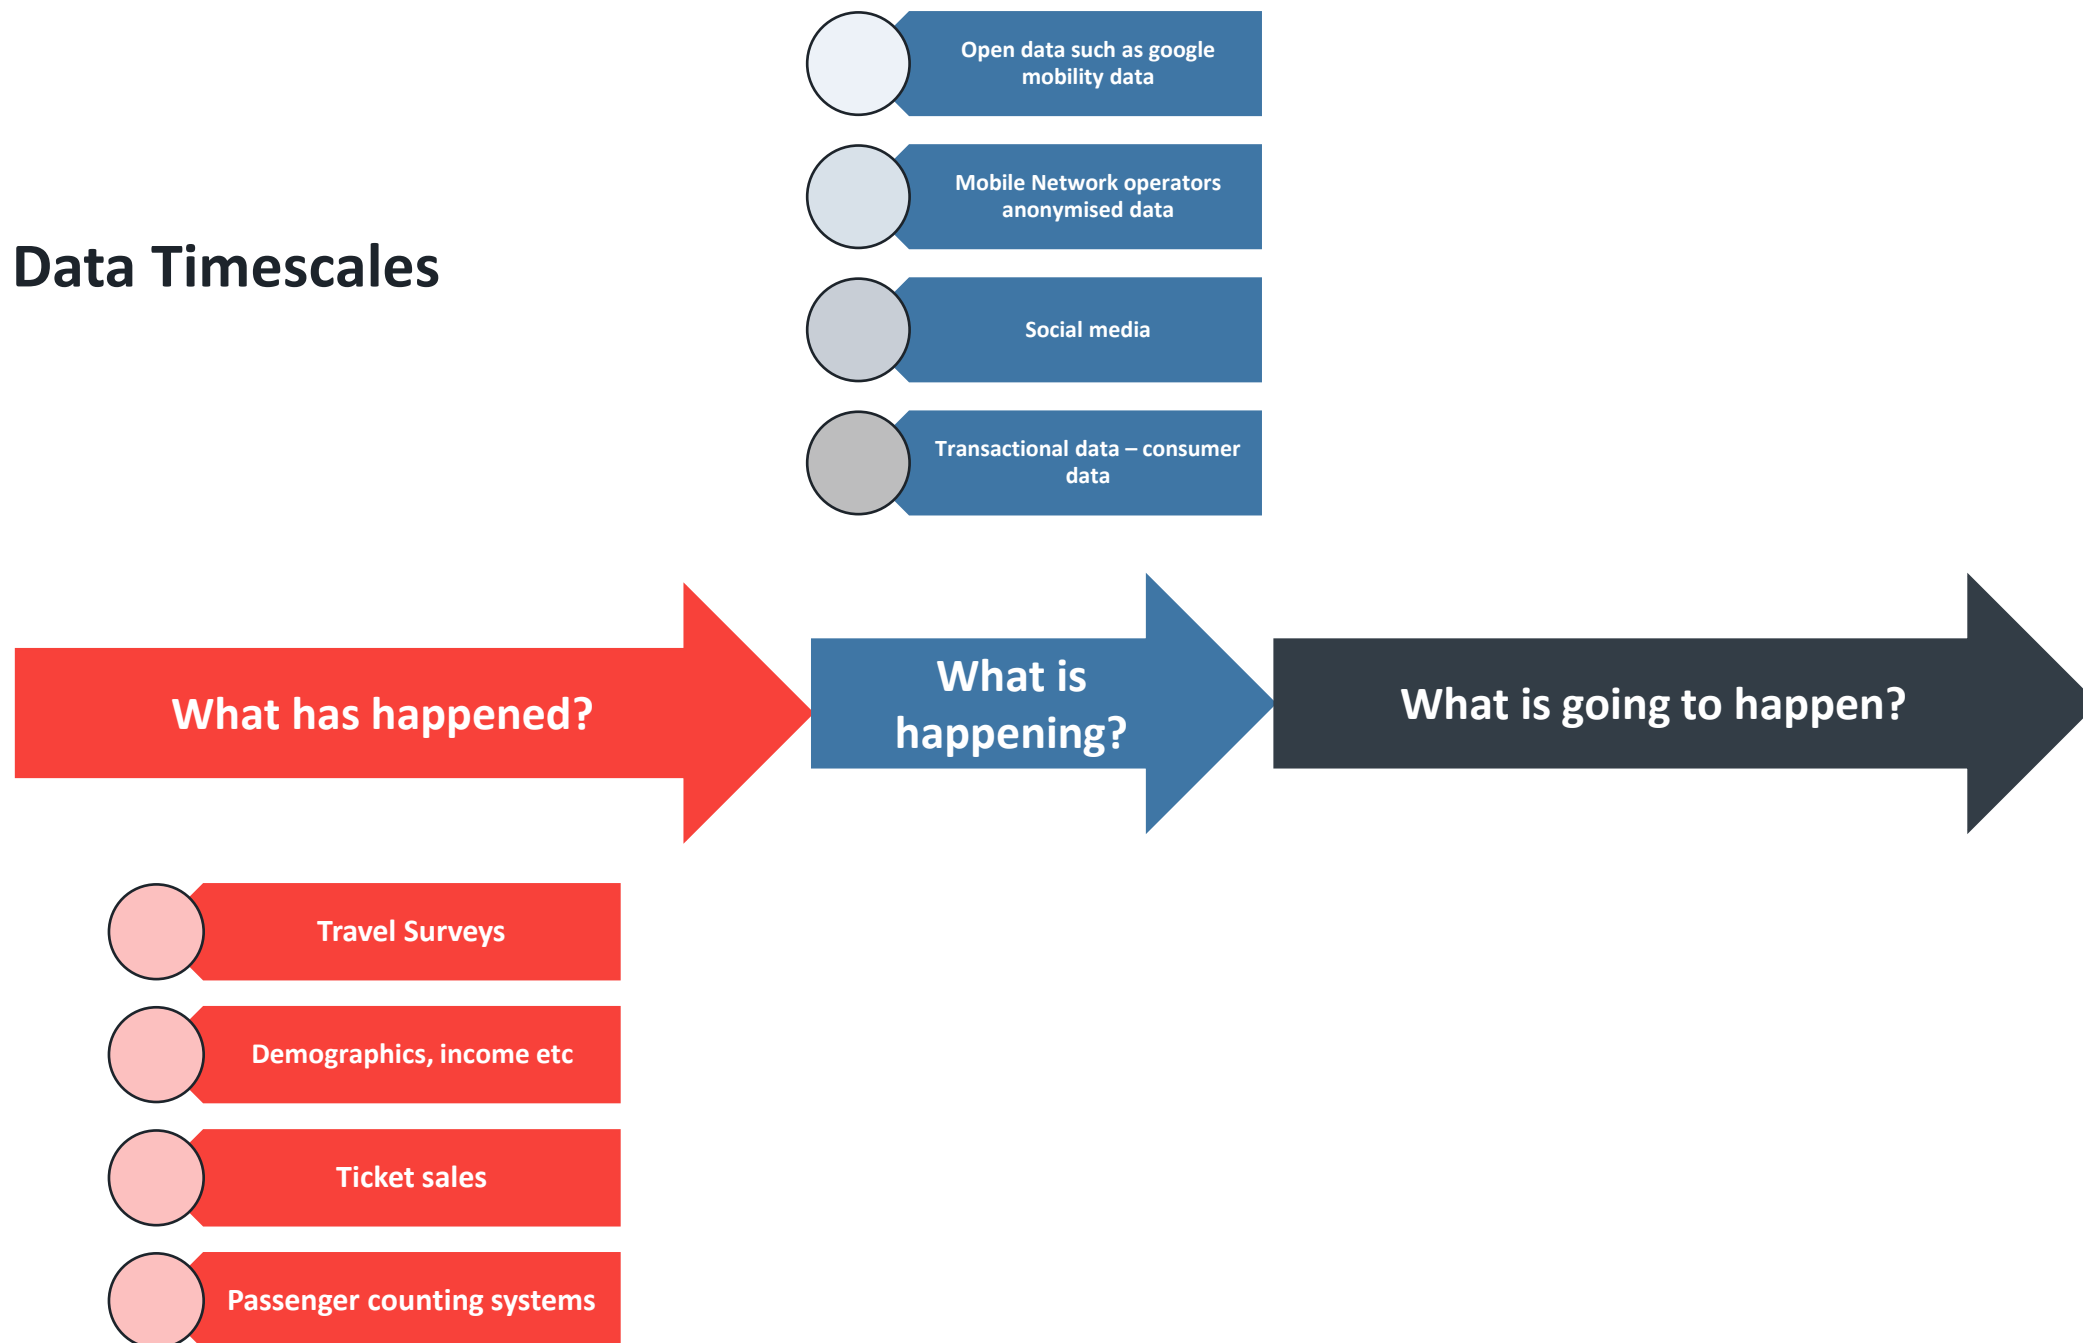 Open data such as google
mobility data
Mobile Network operators
anonymised data
Data Timescales
Social media
Transactional data – consumer
data
What has happened?
What is
happening?
What is going to happen?
Travel Surveys
Demographics, income etc
Ticket sales
Passenger counting systems